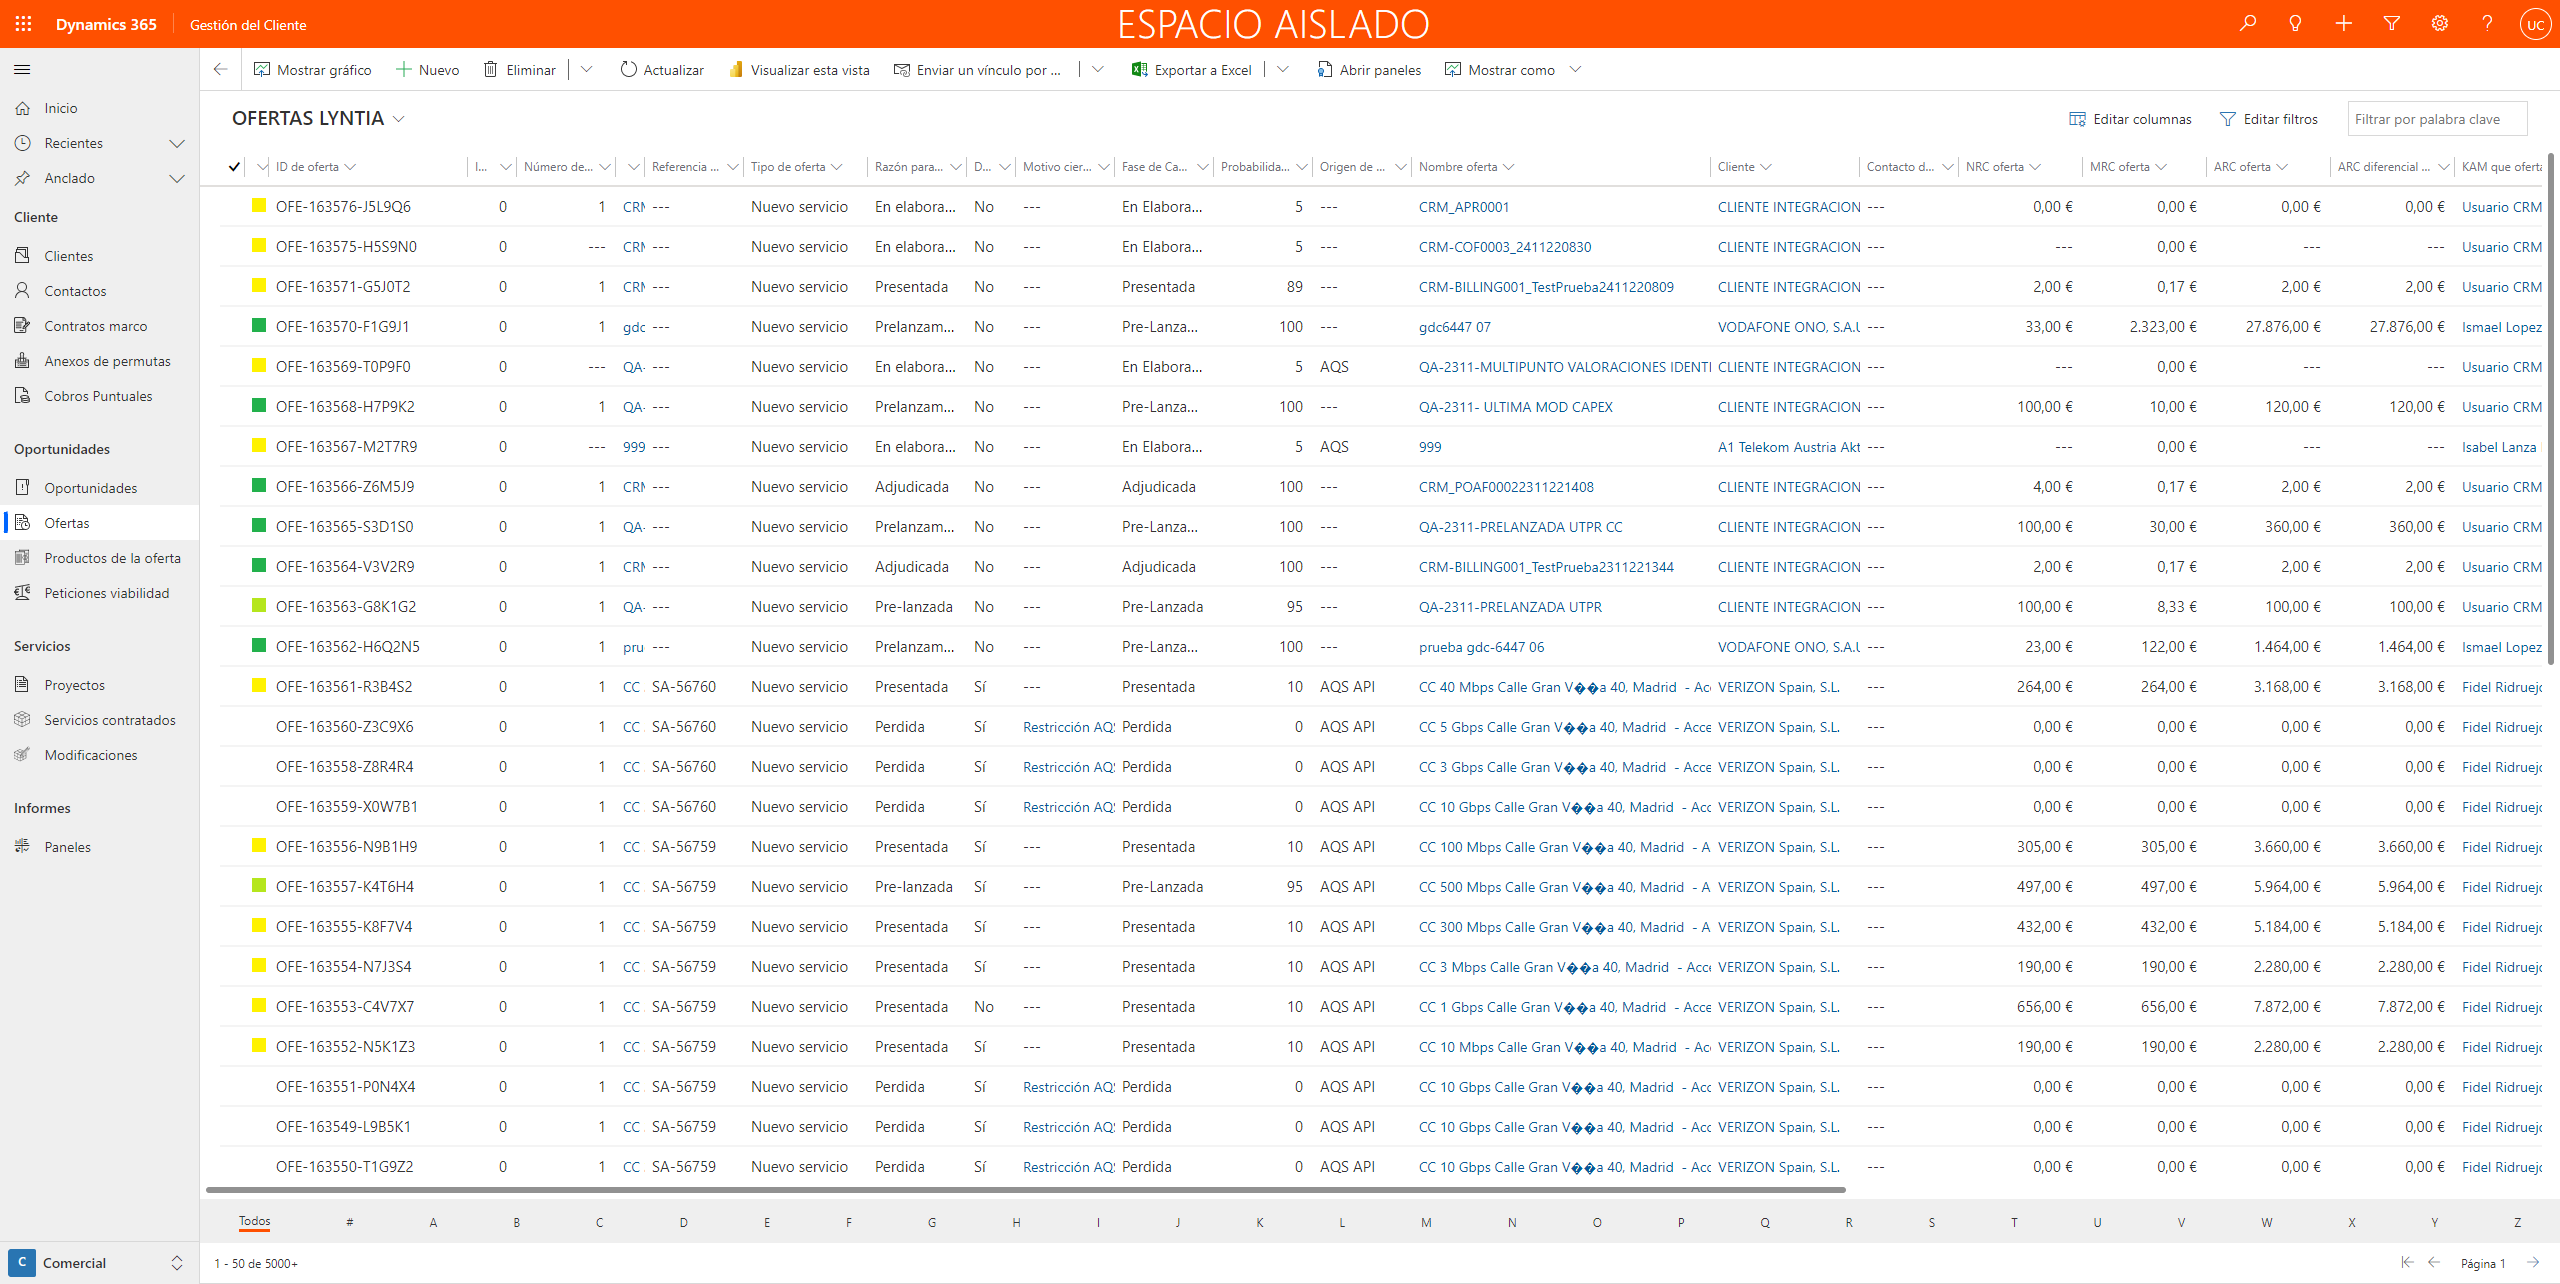 Dynamics 365 Gestión del Cliente ESPACIO AISLADO UC
Mostrar gráfico Nuevo Eliminar Actualizar Visualizar esta vista Enviar un vínculo por ... Exportar a Excel Abrir paneles Mostrar como
Inicio
Recientes
Anclado
Cliente
Clientes
Contactos
Contratos marco
Anexos de permutas
Cobros Puntuales
Oportunidades
Oportunidades
Ofertas
Productos de la oferta
Peticiones viabilidad
Servicios
Proyectos
Servicios contratados
Modificaciones
Informes
Paneles
C Comercial
OFERTAS LYNTIA Editar columnas Editar filtros Filtrar por palabra clave
ID de oferta I... Número de... Referencia ... Tipo de oferta Razón para... D... Motivo cier... Fase de Ca... Probabilida... Origen de ... Nombre oferta Cliente Contacto d... NRC oferta MRC oferta ARC oferta ARC diferencial ... KAM que oferta
OFE-163576-J5L9Q6 0 1 CRM --- Nuevo servicio En elabora... No --- En Elabora... 5 --- CRM_APR0001 CLIENTE INTEGRACION --- 0,00 € 0,00 € 0,00 € 0,00 € Usuario CRM
OFE-163575-H5S9N0 0 --- CRM --- Nuevo servicio En elabora... No --- En Elabora... 5 --- CRM-COF0003_2411220830 CLIENTE INTEGRACION --- --- 0,00 € --- --- Usuario CRM
OFE-163571-G5J0T2 0 1 CRM --- Nuevo servicio Presentada No --- Presentada 89 --- CRM-BILLING001_TestPrueba2411220809 CLIENTE INTEGRACION --- 2,00 € 0,17 € 2,00 € 2,00 € Usuario CRM
OFE-163570-F1G9J1 0 1 gdc --- Nuevo servicio Prelanzam... No --- Pre-Lanza... 100 --- gdc6447 07 VODAFONE ONO, S.A.U --- 33,00 € 2.323,00 € 27.876,00 € 27.876,00 € Ismael Lopez
OFE-163569-T0P9F0 0 --- QA- --- Nuevo servicio En elabora... No --- En Elabora... 5 AQS QA-2311-MULTIPUNTO VALORACIONES IDENTI CLIENTE INTEGRACION --- --- 0,00 € --- --- Usuario CRM
OFE-163568-H7P9K2 0 1 QA- --- Nuevo servicio Prelanzam... No --- Pre-Lanza... 100 --- QA-2311- ULTIMA MOD CAPEX CLIENTE INTEGRACION --- 100,00 € 10,00 € 120,00 € 120,00 € Usuario CRM
OFE-163567-M2T7R9 0 --- 999 --- Nuevo servicio En elabora... No --- En Elabora... 5 AQS 999 A1 Telekom Austria Akt --- --- 0,00 € --- --- Isabel Lanza
OFE-163566-Z6M5J9 0 1 CRM --- Nuevo servicio Adjudicada No --- Adjudicada 100 --- CRM_POAF00022311221408 CLIENTE INTEGRACION --- 4,00 € 0,17 € 2,00 € 2,00 € Usuario CRM
OFE-163565-S3D1S0 0 1 QA- --- Nuevo servicio Prelanzam... No --- Pre-Lanza... 100 --- QA-2311-PRELANZADA UTPR CC CLIENTE INTEGRACION --- 100,00 € 30,00 € 360,00 € 360,00 € Usuario CRM
OFE-163564-V3V2R9 0 1 CRM --- Nuevo servicio Adjudicada No --- Adjudicada 100 --- CRM-BILLING001_TestPrueba2311221344 CLIENTE INTEGRACION --- 2,00 € 0,17 € 2,00 € 2,00 € Usuario CRM
OFE-163563-G8K1G2 0 1 QA- --- Nuevo servicio Pre-lanzada No --- Pre-Lanzada 95 --- QA-2311-PRELANZADA UTPR CLIENTE INTEGRACION --- 100,00 € 8,33 € 100,00 € 100,00 € Usuario CRM
OFE-163562-H6Q2N5 0 1 pru --- Nuevo servicio Prelanzam... No --- Pre-Lanza... 100 --- prueba gdc-6447 06 VODAFONE ONO, S.A.U --- 23,00 € 122,00 € 1.464,00 € 1.464,00 € Ismael Lopez
OFE-163561-R3B4S2 0 1 CC SA-56760 Nuevo servicio Presentada Sí --- Presentada 10 AQS API CC 40 Mbps Calle Gran V��a 40, Madrid - Acc VERIZON Spain, S.L. --- 264,00 € 264,00 € 3.168,00 € 3.168,00 € Fidel Ridruejo
OFE-163560-Z3C9X6 0 1 CC SA-56760 Nuevo servicio Perdida Sí Restricción AQS Perdida 0 AQS API CC 5 Gbps Calle Gran V��a 40, Madrid - Acce VERIZON Spain, S.L. --- 0,00 € 0,00 € 0,00 € 0,00 € Fidel Ridruejo
OFE-163558-Z8R4R4 0 1 CC SA-56760 Nuevo servicio Perdida Sí Restricción AQS Perdida 0 AQS API CC 3 Gbps Calle Gran V��a 40, Madrid - Acce VERIZON Spain, S.L. --- 0,00 € 0,00 € 0,00 € 0,00 € Fidel Ridruejo
OFE-163559-X0W7B1 0 1 CC SA-56760 Nuevo servicio Perdida Sí Restricción AQS Perdida 0 AQS API CC 10 Gbps Calle Gran V��a 40, Madrid - Acc VERIZON Spain, S.L. --- 0,00 € 0,00 € 0,00 € 0,00 € Fidel Ridruejo
OFE-163556-N9B1H9 0 1 CC SA-56759 Nuevo servicio Presentada Sí --- Presentada 10 AQS API CC 100 Mbps Calle Gran V��a 40, Madrid - A VERIZON Spain, S.L. --- 305,00 € 305,00 € 3.660,00 € 3.660,00 € Fidel Ridruejo
OFE-163557-K4T6H4 0 1 CC SA-56759 Nuevo servicio Pre-lanzada Sí --- Pre-Lanzada 95 AQS API CC 500 Mbps Calle Gran V��a 40, Madrid - A VERIZON Spain, S.L. --- 497,00 € 497,00 € 5.964,00 € 5.964,00 € Fidel Ridruejo
OFE-163555-K8F7V4 0 1 CC SA-56759 Nuevo servicio Presentada Sí --- Presentada 10 AQS API CC 300 Mbps Calle Gran V��a 40, Madrid - A VERIZON Spain, S.L. --- 432,00 € 432,00 € 5.184,00 € 5.184,00 € Fidel Ridruejo
OFE-163554-N7J3S4 0 1 CC SA-56759 Nuevo servicio Presentada Sí --- Presentada 10 AQS API CC 3 Mbps Calle Gran V��a 40, Madrid - Acce VERIZON Spain, S.L. --- 190,00 € 190,00 € 2.280,00 € 2.280,00 € Fidel Ridruejo
OFE-163553-C4V7X7 0 1 CC SA-56759 Nuevo servicio Presentada No --- Presentada 10 AQS API CC 1 Gbps Calle Gran V��a 40, Madrid - Acce VERIZON Spain, S.L. --- 656,00 € 656,00 € 7.872,00 € 7.872,00 € Fidel Ridruejo
OFE-163552-N5K1Z3 0 1 CC SA-56759 Nuevo servicio Presentada Sí --- Presentada 10 AQS API CC 10 Mbps Calle Gran V��a 40, Madrid - Acc VERIZON Spain, S.L. --- 190,00 € 190,00 € 2.280,00 € 2.280,00 € Fidel Ridruejo
OFE-163551-P0N4X4 0 1 CC SA-56759 Nuevo servicio Perdida Sí Restricción AQS Perdida 0 AQS API CC 10 Gbps Calle Gran V��a 40, Madrid - Acc VERIZON Spain, S.L. --- 0,00 € 0,00 € 0,00 € 0,00 € Fidel Ridruejo
OFE-163549-L9B5K1 0 1 CC SA-56759 Nuevo servicio Perdida Sí Restricción AQS Perdida 0 AQS API CC 10 Gbps Calle Gran V��a 40, Madrid - Acc VERIZON Spain, S.L. --- 0,00 € 0,00 € 0,00 € 0,00 € Fidel Ridruejo
OFE-163550-T1G9Z2 0 1 CC SA-56759 Nuevo servicio Perdida Sí Restricción AQS Perdida 0 AQS API CC 10 Gbps Calle Gran V��a 40, Madrid - Acc VERIZON Spain, S.L. --- 0,00 € 0,00 € 0,00 € 0,00 € Fidel Ridruejo
Todos # A B C D E F G H I J K L M N O P Q R S T U V W X Y Z
1 - 50 de 5000+ Página 1